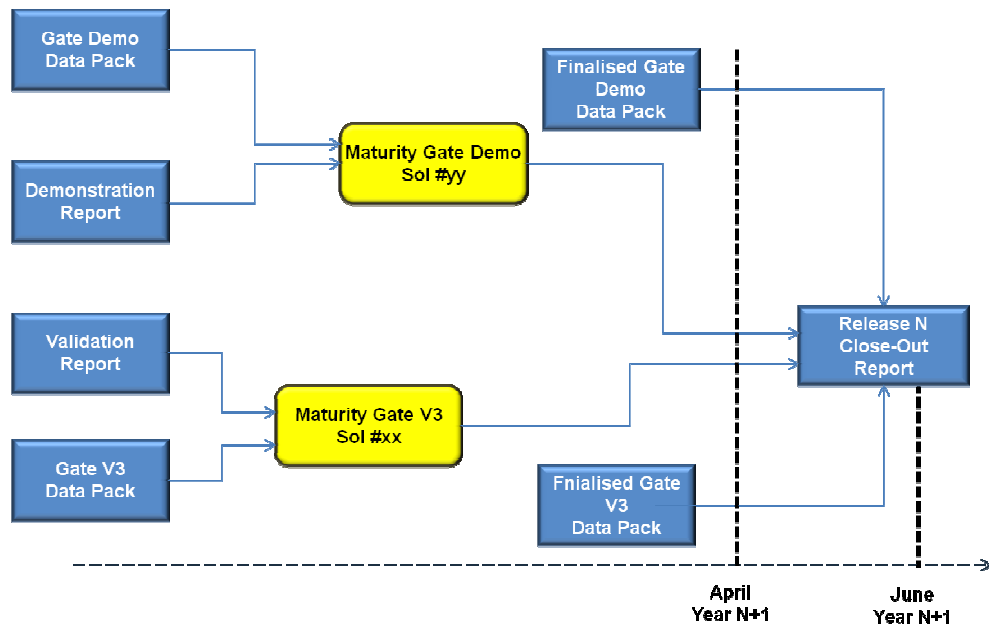 Gate Demo
Data Pack
Finalised Gate
Demo
Data Pack
Maturity Gate Demo
Sol #yy
Demonstration
Report
Validation
Report
Release N
Close-Out
Report
Maturity Gate V3
Sol #xx
Gate V3
Data Pack
Fnialised Gate
V3
Data Pack
April
Year N+1
June
Year N+1